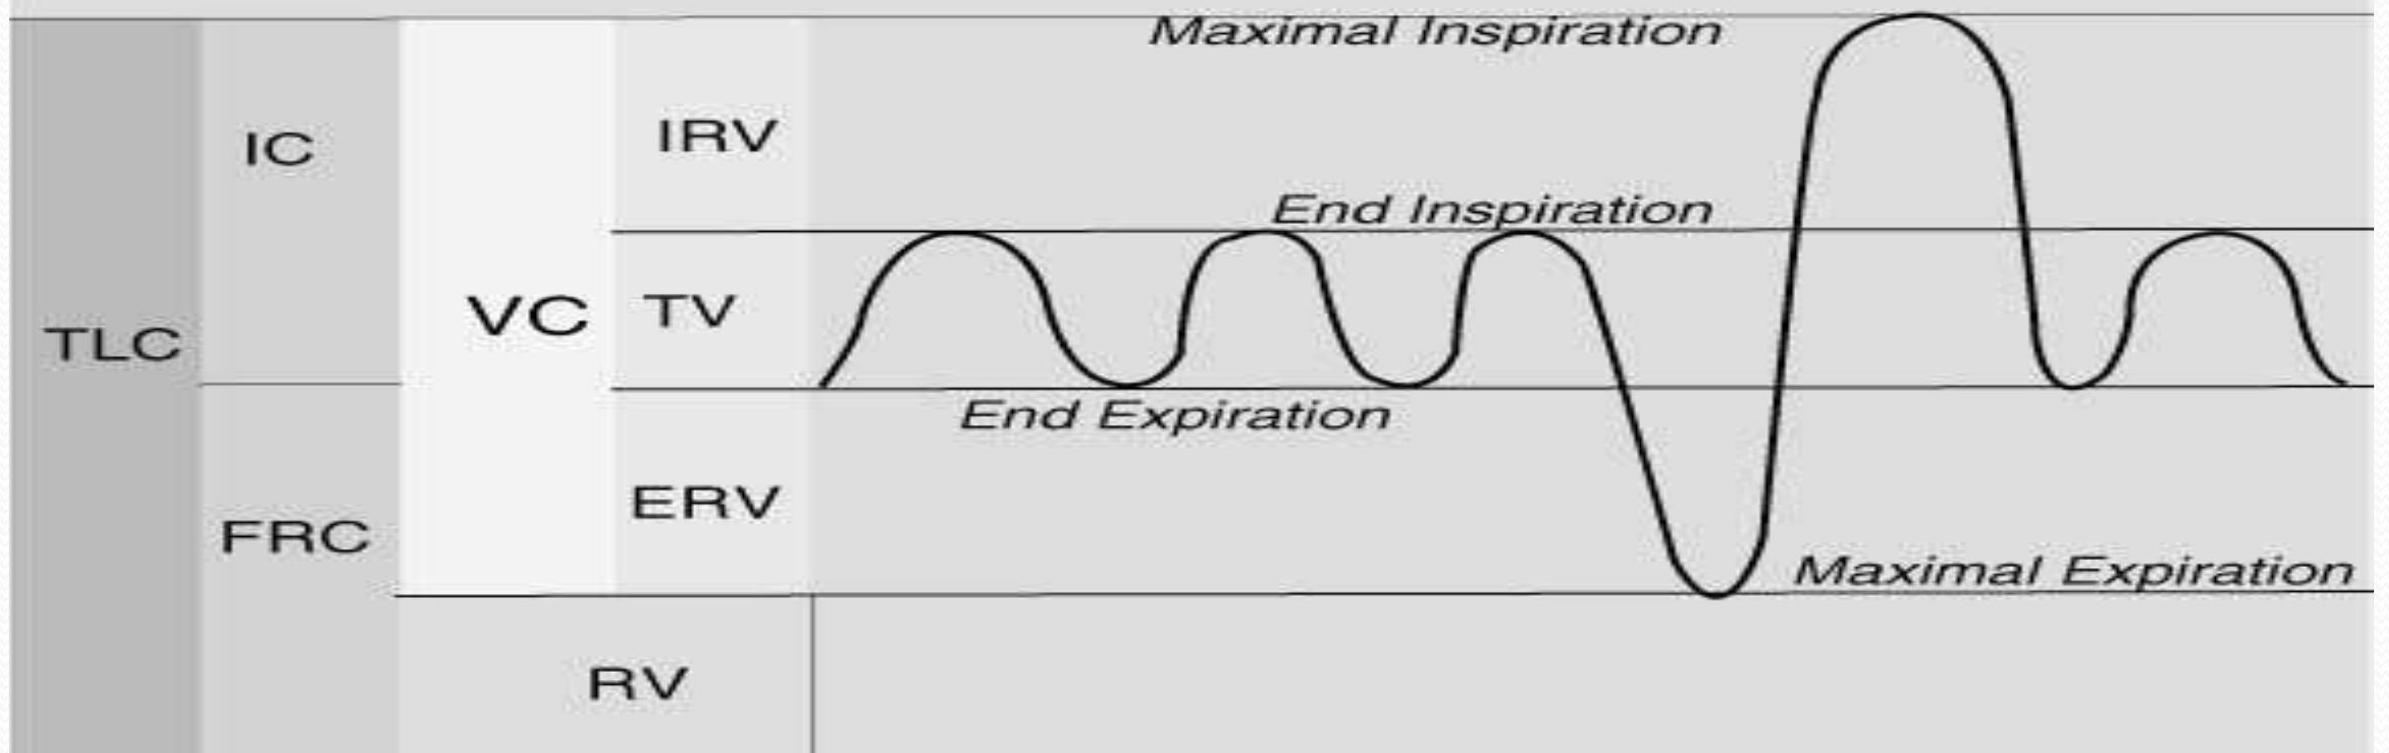 Maximal Inspiration
IC
IRV
End Inspiration
VC
TV
TLC
End Expiration
ERV
FRC
Maximal Expiration
RV